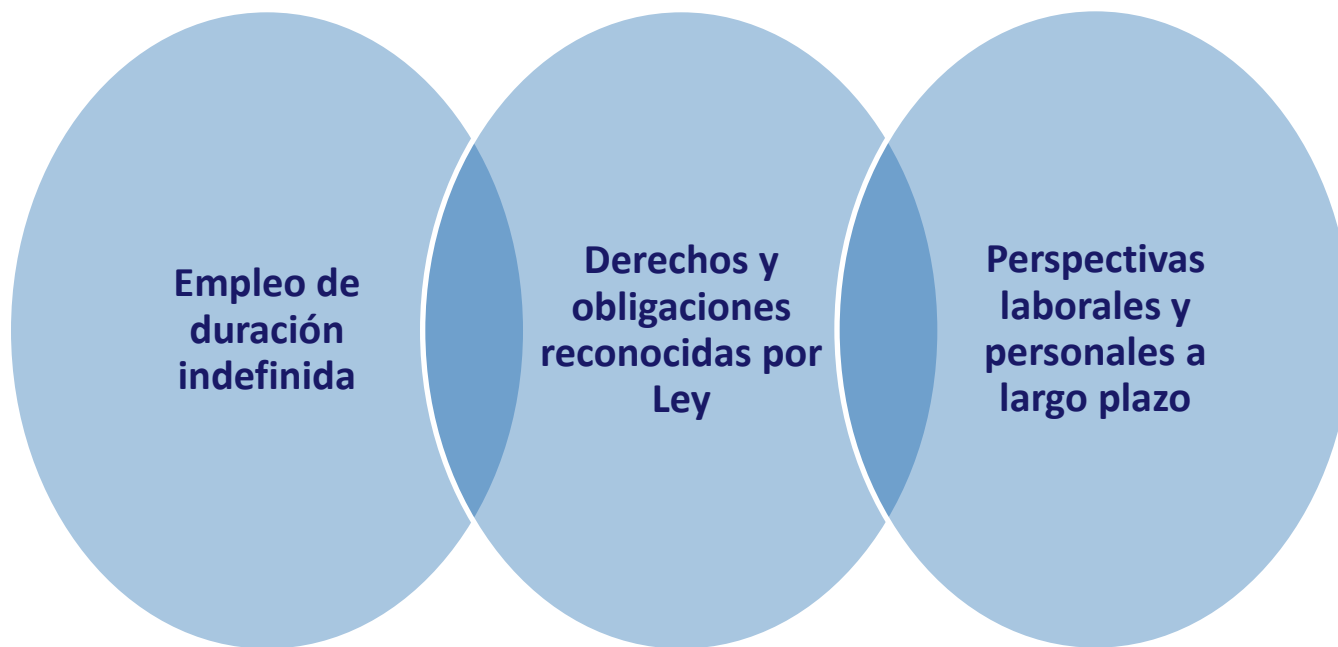 Empleo de
duración
indefinida
Derechos y
obligaciones
reconocidas por
Ley
Perspectivas
laborales y
personales a
largo plazo